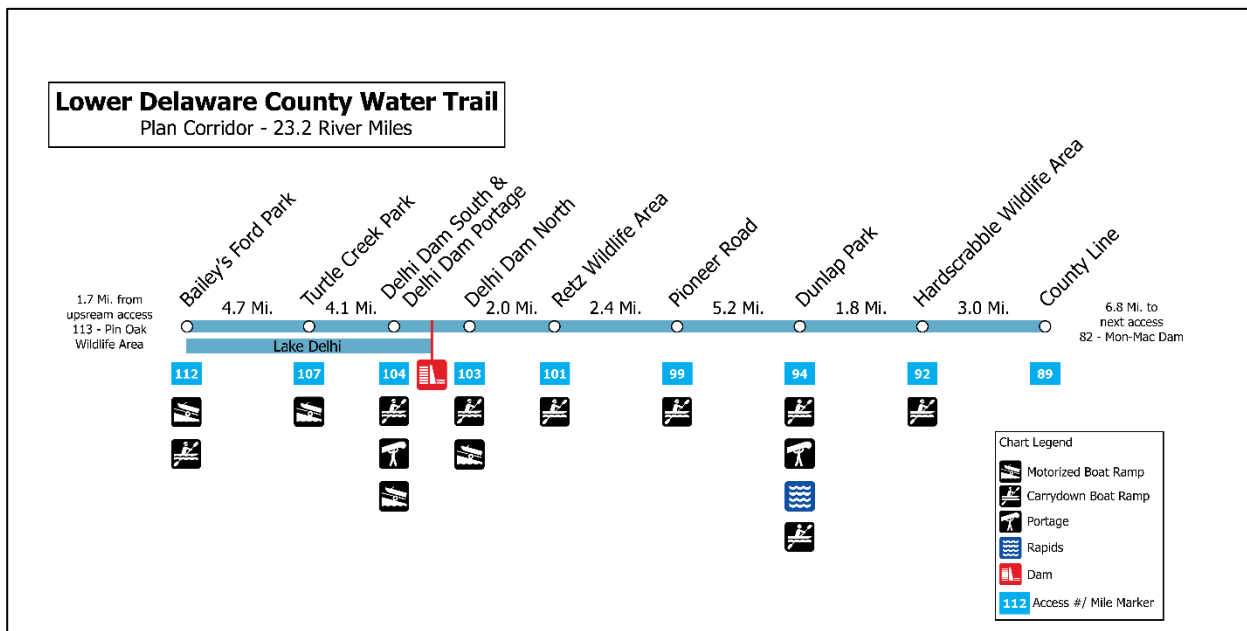 Lower Delaware County Water Trail
Plan Corridor - 23.2 River Miles
Bailey's Ford Park
Turtle Creek Park
Delhi Dam South &
Delhi Dam Portage
Delhi Dam North
Retz Wildlife Area
Pioneer Road
Dunlap Park
Hardscrabble Wildlife Area
County Line
1.7 Mi. from
upsream access
113 - Pin Oak
Wildlife Area
4.7 Mi.
4.1 Mi.
2.0 Mi.
2.4 Mi.
5.2 Mi.
1.8 Mi.
3.0 Mi.
6.8 Mi. to
next access
82 - Mon-Mac Dam
Lake Delhi
112
107
104
103
101
99
94
92
89
Chart Legend
Motorized Boat Ramp
Carrydown Boat Ramp
Portage
Rapids
Dam
112 Access #/ Mile Marker